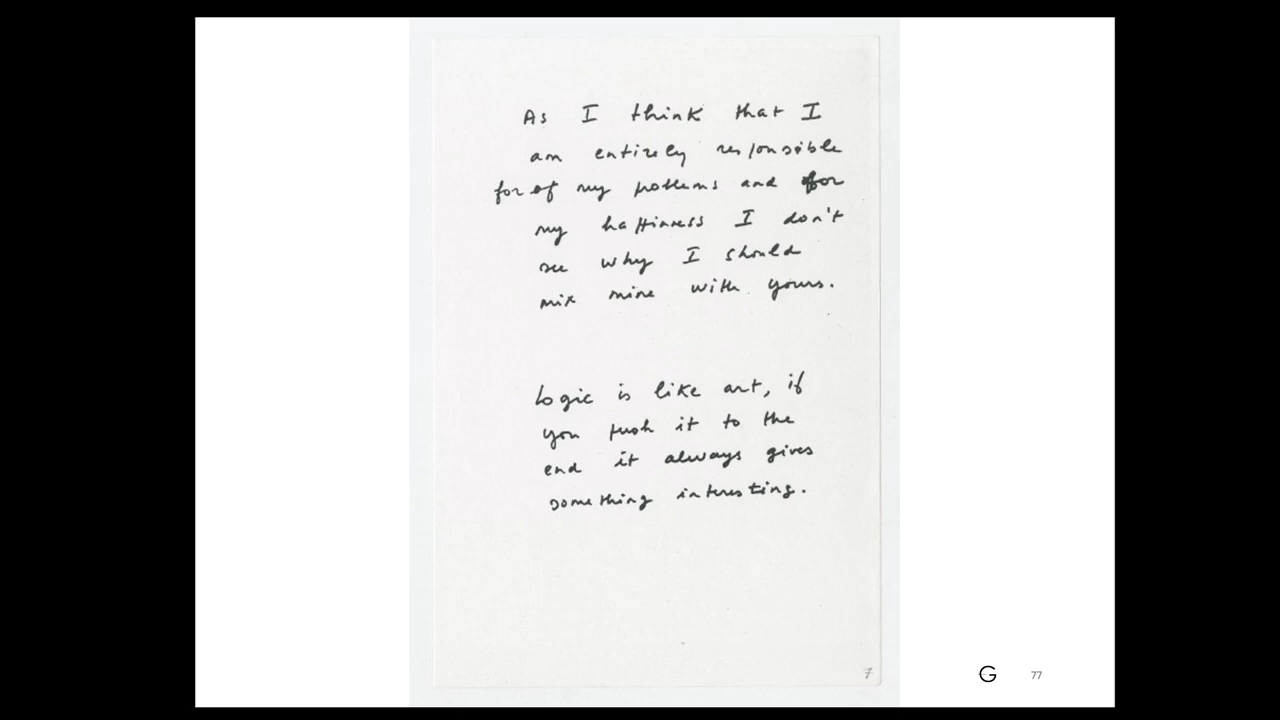 As I think that I
am entirely responsible
for of my problems and for
my happiness I don't
see why I should
mix mine with yours.
Logic is like art, if
you push it to the
end it always gives
something interesting.
7
G 77